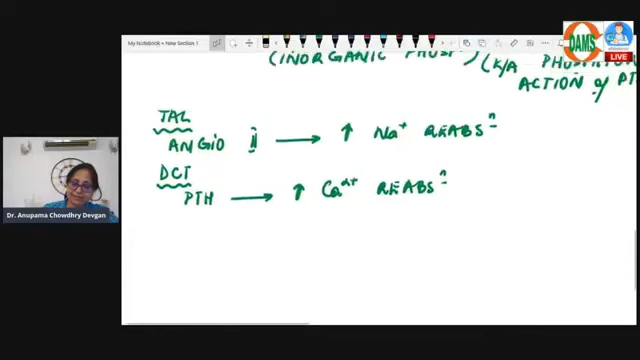 My Notebook » New Section 1
DAMS
LIVE
(INORGANIC PHOSP
(K/A PHOSPHATU
ACTION of PT
TAL
ANGIO II → ↑ Na+ REABSn
DCT
PTH → ↑ Ca2+ REABSn
Dr. Anupama Chowdhry Devgan